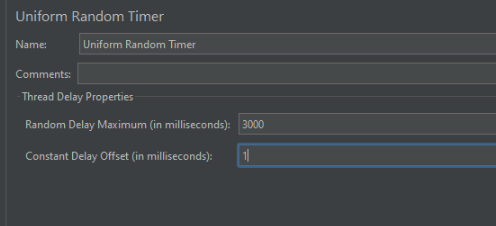 Uniform Random Timer
Name: Uniform Random Timer
Comments:
Thread Delay Properties
Random Delay Maximum (in milliseconds): 3000
Constant Delay Offset (in milliseconds): 1